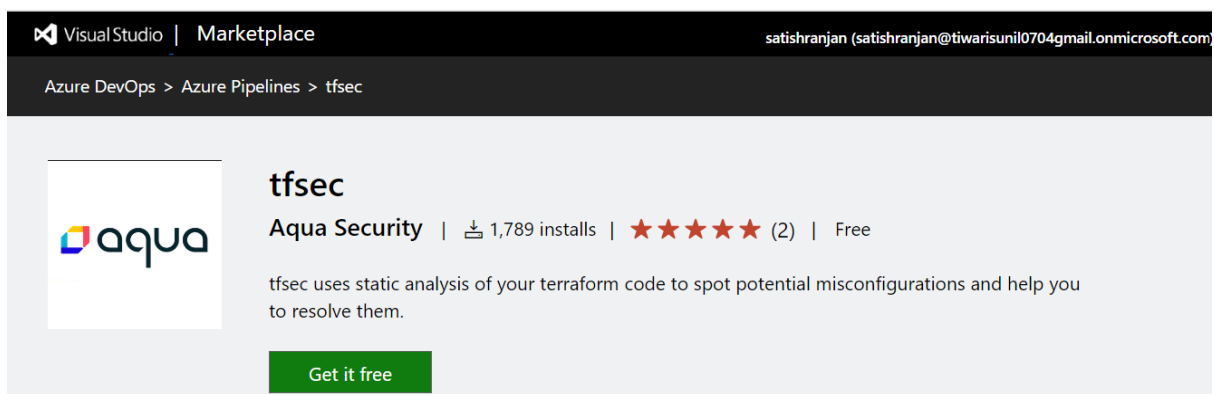 Visual Studio | Marketplace
satishranjan (satishranjan@tiwarisunil0704gmail.onmicrosoft.com)
Azure DevOps > Azure Pipelines > tfsec
aqua
tfsec
Aqua Security | 1,789 installs | ★★★★★ (2) | Free
tfsec uses static analysis of your terraform code to spot potential misconfigurations and help you
to resolve them.
Get it free